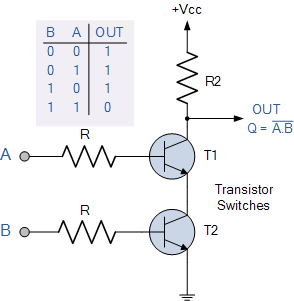 +Vcc
B A OUT
0 0 1
0 1 1
1 0 1
1 1 0
R2
OUT
Q = A̅.̅B̅
A
R
T1
Transistor
Switches
B
R
T2